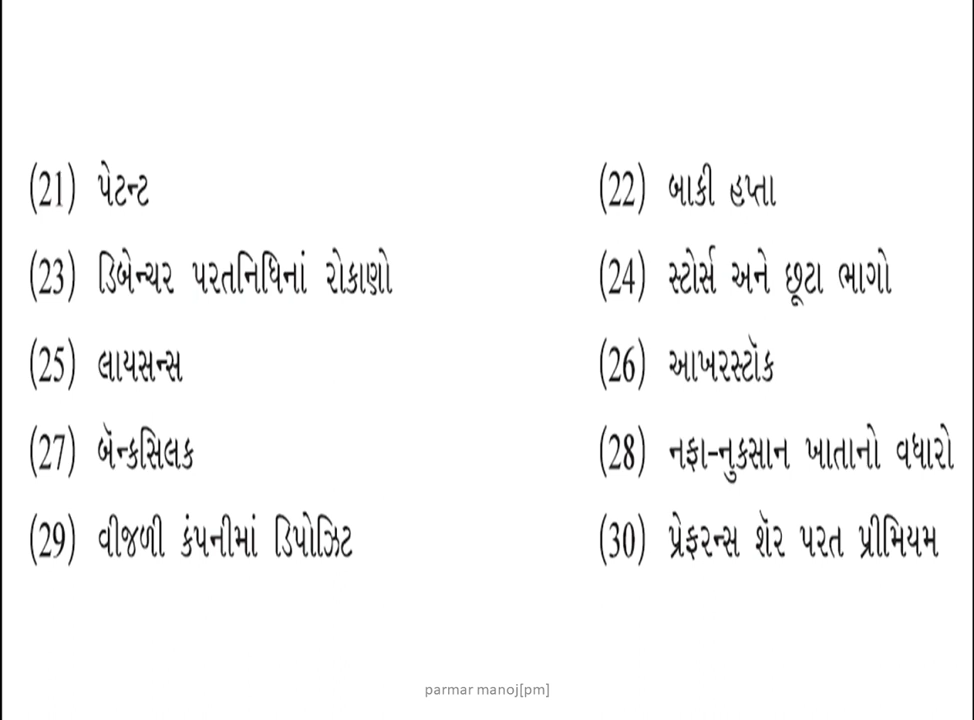 (21) પેટન્ટ (22) બાકી હપ્તા
(23) ડિબેન્ચર પરતનિધિનાં રોકાણો (24) સ્ટોર્સ અને છૂટા ભાગો
(25) લાયસન્સ (26) આખરસ્ટૉક
(27) બૅન્કસિલક (28) નફા-નુકસાન ખાતાનો વધારો
(29) વીજળી કંપનીમાં ડિપોઝિટ (30) પ્રેફરન્સ શૅર પરત પ્રીમિયમ
parmar manoj[pm]